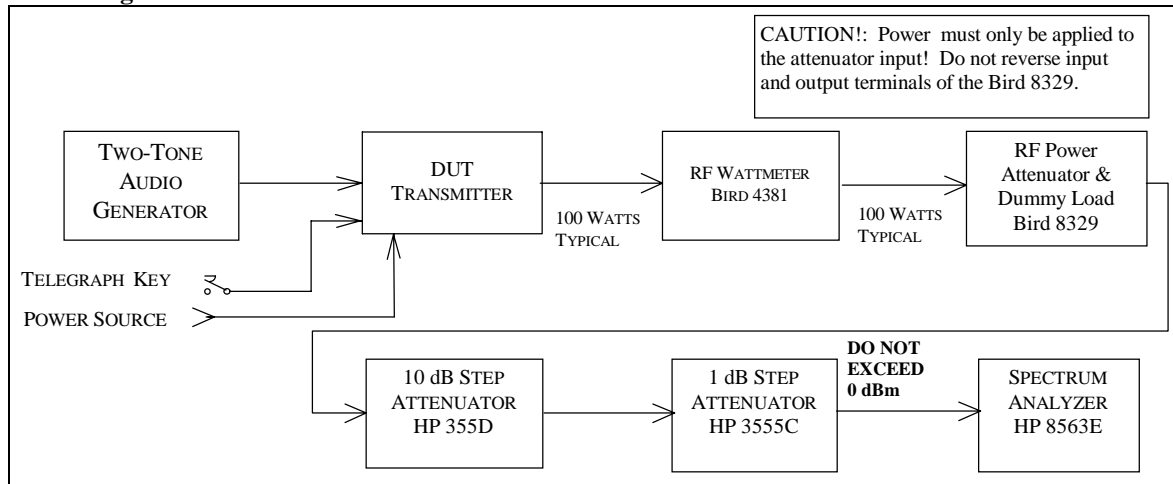 CAUTION!: Power must only be applied to
the attenuator input! Do not reverse input
and output terminals of the Bird 8329.
TWO-TONE
AUDIO
GENERATOR
DUT
TRANSMITTER
100 WATTS
TYPICAL
RF WATTMETER
BIRD 4381
100 WATTS
TYPICAL
RF Power
Attenuator &
Dummy Load
Bird 8329
TELEGRAPH KEY
POWER SOURCE
10 dB STEP
ATTENUATOR
HP 355D
1 dB STEP
ATTENUATOR
HP 3555C
DO NOT
EXCEED
0 dBm
SPECTRUM
ANALYZER
HP 8563E